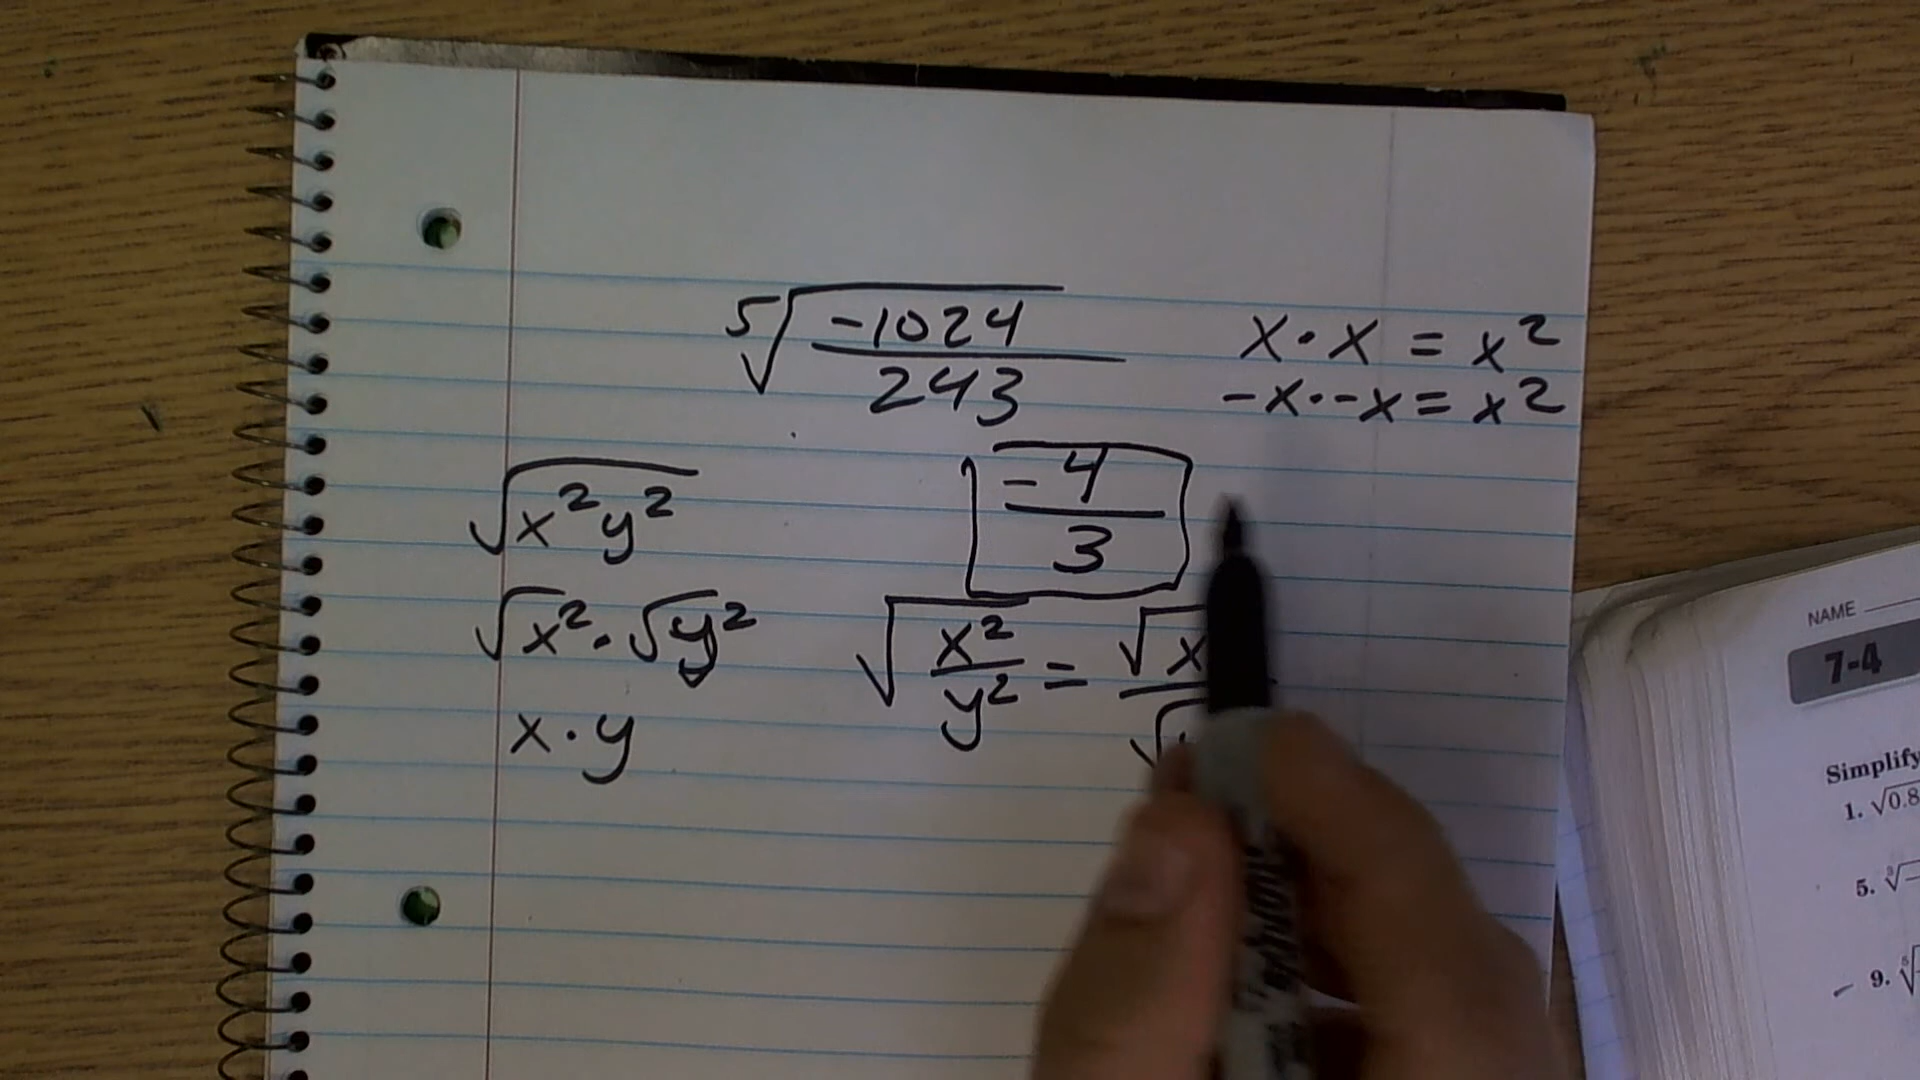 ⁵√(-1024/243)
x · x = x²
-x · -x = x²
-4/3
√(x²y²)
√x² · √y²
x · y
√(x²/y²) = √x
√
NAME
7-4
Simplify
1. √0.8
5.
9.
Sharpie